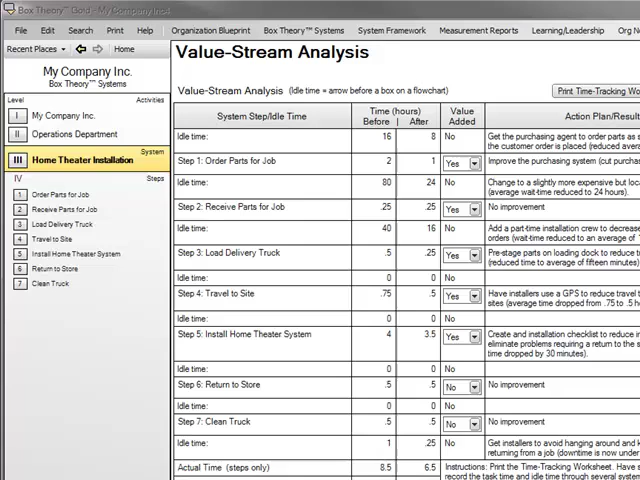 Box Theory™ Gold - My Company Inc.
File Edit Search Print Help Organization Blueprint Box Theory™ Systems System Framework Measurement Reports Learning/Leadership Org
Recent Places Home
Value-Stream Analysis
My Company Inc.
Box Theory™ Systems
Value-Stream Analysis (Idle time = arrow before a box on a flowchart) Print Time-Tracking
Level Activities
System Step/Idle Time Time (hours) Before | After Value Added Action Plan/Result
I My Company Inc.
II Operations Department
System
III Home Theater Installation
IV Steps
1 Order Parts for Job
2 Receive Parts for Job
3 Load Delivery Truck
4 Travel to Site
5 Install Home Theater System
6 Return to Store
7 Clean Truck
Idle time: 16 8 No Get the purchasing agent to order parts as
the customer order is placed (reduced
Step 1: Order Parts for Job 2 1 Yes Improve the purchasing system (cut
Idle time: 80 24 No Change to a slightly more expensive but
(average wait-time reduced to 24 hours).
Step 2: Receive Parts for Job .25 .25 Yes No improvement
Idle time: 40 16 No Add a part-time installation crew to
orders (wait-time reduced to an average of
Step 3: Load Delivery Truck .5 .25 Yes Pre-stage parts on loading dock to reduce
(reduced time to average of fifteen minutes)
Idle time: 0 0 No
Step 4: Travel to Site .75 .5 Yes Have installers use a GPS to reduce travel
sites (average time dropped from .75 to .5
Idle time: 0 0 No
Step 5: Install Home Theater System 4 3.5 Yes Create and installation checklist to reduce
eliminate problems requiring a return to the
time dropped by 30 minutes).
Idle time: 0 0 No
Step 6: Return to Store .5 .5 No No improvement
Idle time: 0 0 No
Step 7: Clean Truck .5 .5 No No improvement
Idle time: 1 .25 No Get installers to avoid hanging around and
returning from a job (downtime is now
Actual Time (steps only) 8.5 6.5 Instructions: Print the Time-Tracking Worksheet. Have
record the task time and idle time through several